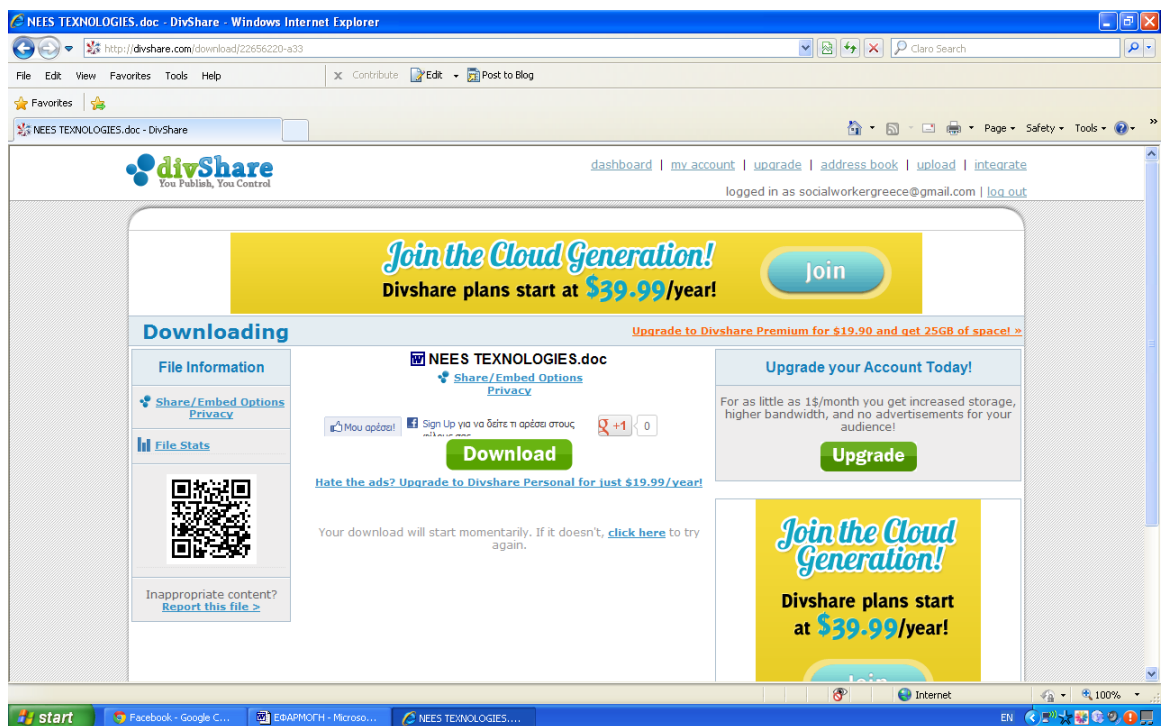 NEES TEXNOLOGIES.doc - DivShare - Windows Internet Explorer
http://divshare.com/download/22656220-a33
Claro Search
File Edit View Favorites Tools Help
x Contribute Edit Post to Blog
Favorites
NEES TEXNOLOGIES.doc - DivShare
Page Safety Tools »
divShare
You Publish, You Control
dashboard | my account | upgrade | address book | upload | integrate
logged in as socialworkergreece@gmail.com | log out
Join the Cloud Generation!
Divshare plans start at $39.99/year!
Join
Downloading
Upgrade to Divshare Premium for $19.90 and get 25GB of space! »
File Information
Share/Embed Options
Privacy
File Stats
Inappropriate content?
Report this file >
NEES TEXNOLOGIES.doc
Share/Embed Options
Privacy
Μου αρέσει!
Sign Up για να δείτε τι αρέσει στους
φίλους σας.
+1 0
Download
Hate the ads? Upgrade to Divshare Personal for just $19.99/year!
Your download will start momentarily. If it doesn't, click here to try
again.
Upgrade your Account Today!
For as little as 1$/month you get increased storage,
higher bandwidth, and no advertisements for your
audience!
Upgrade
Join the Cloud
Generation!
Divshare plans start
at $39.99/year!
Join
Internet
100%
start
Facebook - Google C...
ΕΦΑΡΜΟΓΗ - Microso...
NEES TEXNOLOGIES....
EN